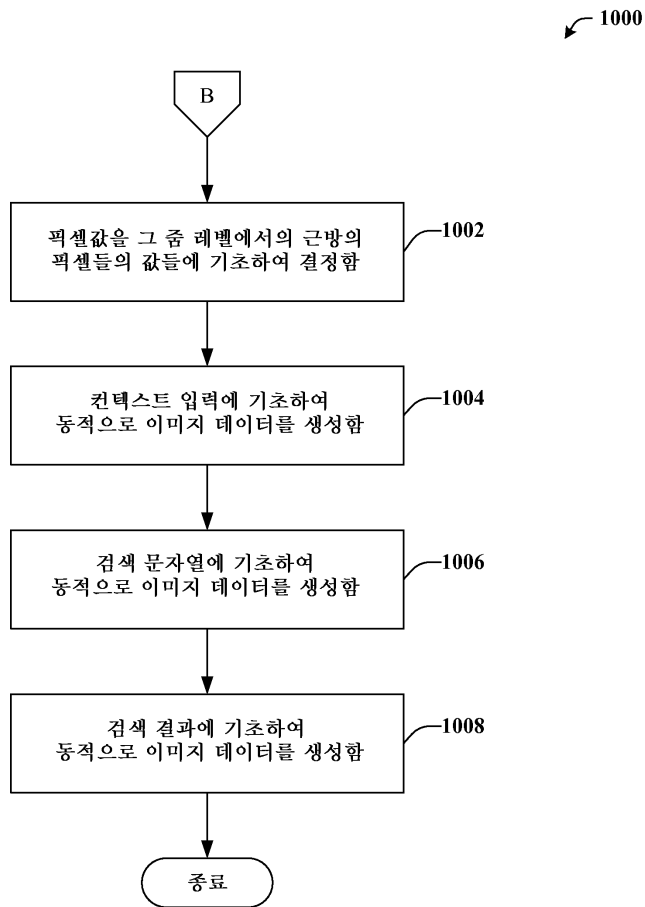 1000
B
픽셀값을 그 줌 레벨에서의 근방의
픽셀들의 값들에 기초하여 결정함
1002
컨텍스트 입력에 기초하여
동적으로 이미지 데이터를 생성함
1004
검색 문자열에 기초하여
동적으로 이미지 데이터를 생성함
1006
검색 결과에 기초하여
동적으로 이미지 데이터를 생성함
1008
종료